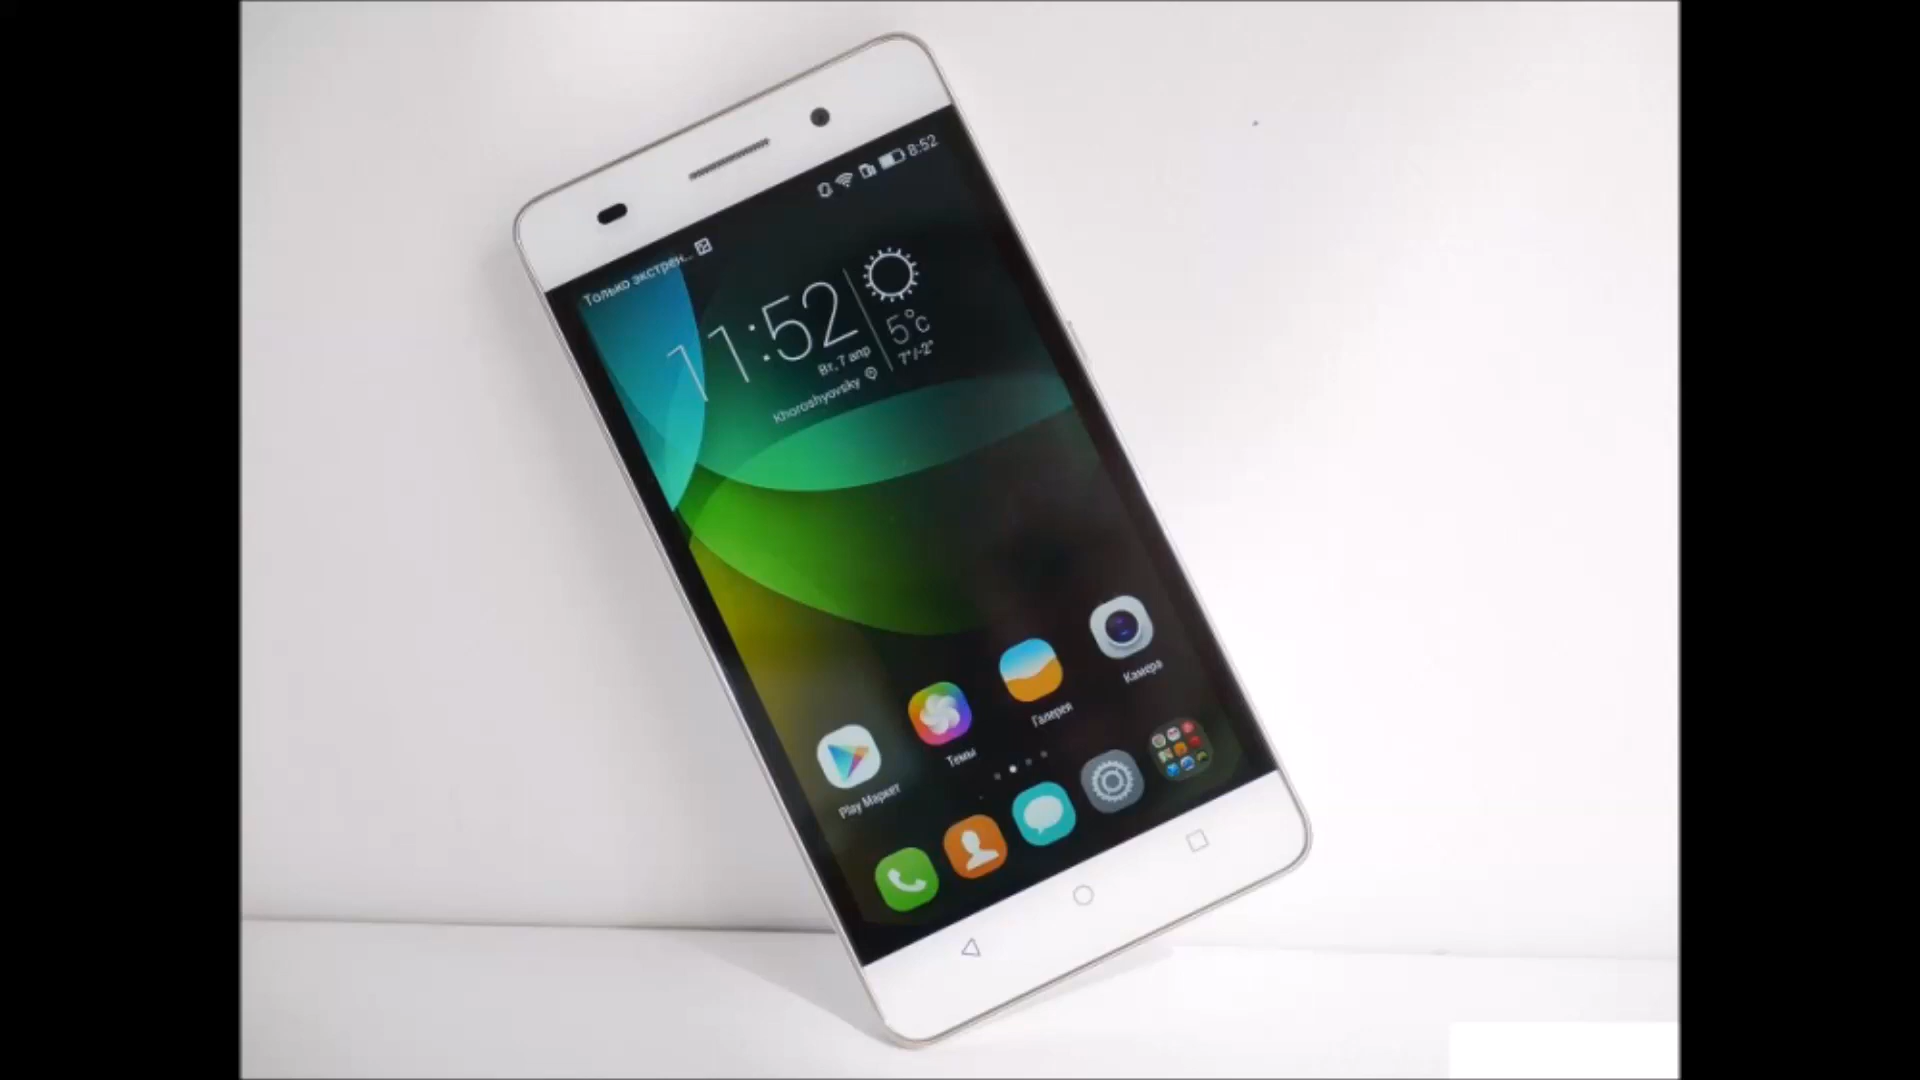 8:52
Только экстрен...
11:52
5°c
Вт, 7 апр
7°/-2°
Khoroshyovsky
Play Маркет
Темы
Галерея
Камера